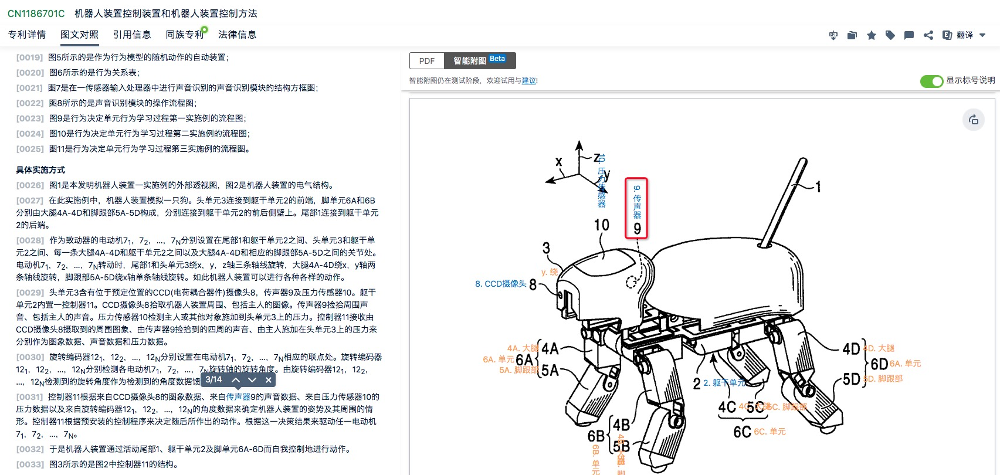 CN1186701C 机器人装置控制装置和机器人装置控制方法
专利详情 图文对照 引用信息 同族专利 法律信息
翻译
[0019] 图5所示的是作为行为模型的随机动作的自动装置；
[0020] 图6所示的是行为关系表；
[0021] 图7是在一传感器输入处理器中进行声音识别的声音识别模块的结构方框图；
[0022] 图8所示的是声音识别模块的操作流程图；
[0023] 图9是行为决定单元行为学习过程第一实施例的流程图；
[0024] 图10是行为决定单元行为学习过程第二实施例的流程图；
[0025] 图11是行为决定单元行为学习过程第三实施例的流程图。
具体实施方式
[0026] 图1是本发明机器人装置一实施例的外部透视图，图2是机器人装置的电气结构。
[0027] 在此实施例中，机器人装置模拟一只狗。头单元3连接到躯干单元2的前端，脚单元6A和6B
分别由大腿4A-4D和脚跟部5A-5D构成，分别连接到躯干单元2的前后侧壁上。尾部1连接到躯干单元
2的后端。
[0028] 作为致动器的电动机7₁，7₂，...，7N分别设置在尾部1和躯干单元2之间、头单元3和躯干单
元2之间、每一条大腿4A-4D和躯干单元2之间以及大腿4A-4D和相应的脚跟部5A-5D之间的关节处。
电动机7₁，7₂，...，7N转动时，尾部1和头单元3绕x，y，z轴三条轴线旋转，大腿4A-4D绕x，y轴两
条轴线旋转，脚跟部5A-5D绕x轴单条轴线旋转。如此机器人装置可以进行各种各样的动作。
[0029] 头单元3含有位于预定位置的CCD(电荷耦合器件)摄像头8，传声器9及压力传感器10。躯干
单元2内置一控制器11。CCD摄像头8拾取机器人装置周围、包括主人的图像。传声器9捡拾周围声
音、包括主人的声音。压力传感器10检测主人或其他对象施加到头单元3上的压力。控制器11接收由
CCD摄像头8摄取到的周围图象、由传声器9捡拾到的四周的声音、由主人施加在头单元3上的压力来
分别作为图象数据、声音数据和压力数据。
[0030] 旋转编码器12₁，12₂，...，12N分别设置在电动机7₁，7₂，...，7N相应的联点处。旋转编码器
12₁，12₂，...，12N分别检测各电动机7₁，7₂，...，7N旋转轴的旋转角度。由旋转编码器12₁，12₂，
...，12N检测到的旋转角度作为检测到的角度数据馈
3/14
[0031] 控制器11根据来自CCD摄像头8的图象数据、来自传声器9的声音数据、来自压力传感器10的
压力数据以及来自旋转编码器12₁，12₂，...，12N的角度数据来确定机器人装置的姿势及其周围的情
形。控制器11根据预安装的控制程序来决定随后所作出的动作。根据这一决策结果来驱动任一电动机
7₁，7₂，...，7N。
[0032] 于是机器人装置通过活动尾部1、躯干单元2及脚单元6A-6D而自我控制地进行动作。
[0033] 图3所示的是图2中控制器11的结构。
PDF 智能附图 Beta
智能附图仍在测试阶段，欢迎试用与建议!
显示标号说明
x
z
y
10. 压力传感器
10
9. 传声器
9
1
3
y. 绕
8. CCD摄像头 8
4A. 大腿 4A
6A. 单元 6A
5A. 脚跟部 5A
4D 4D. 大腿
6D 6A. 单元
5D 5D. 脚跟部
2 2. 躯干单元
4C 4C. 大腿 5C 5C. 脚跟部
6C 6C. 单元
4B
6B
5B
6B. 单元